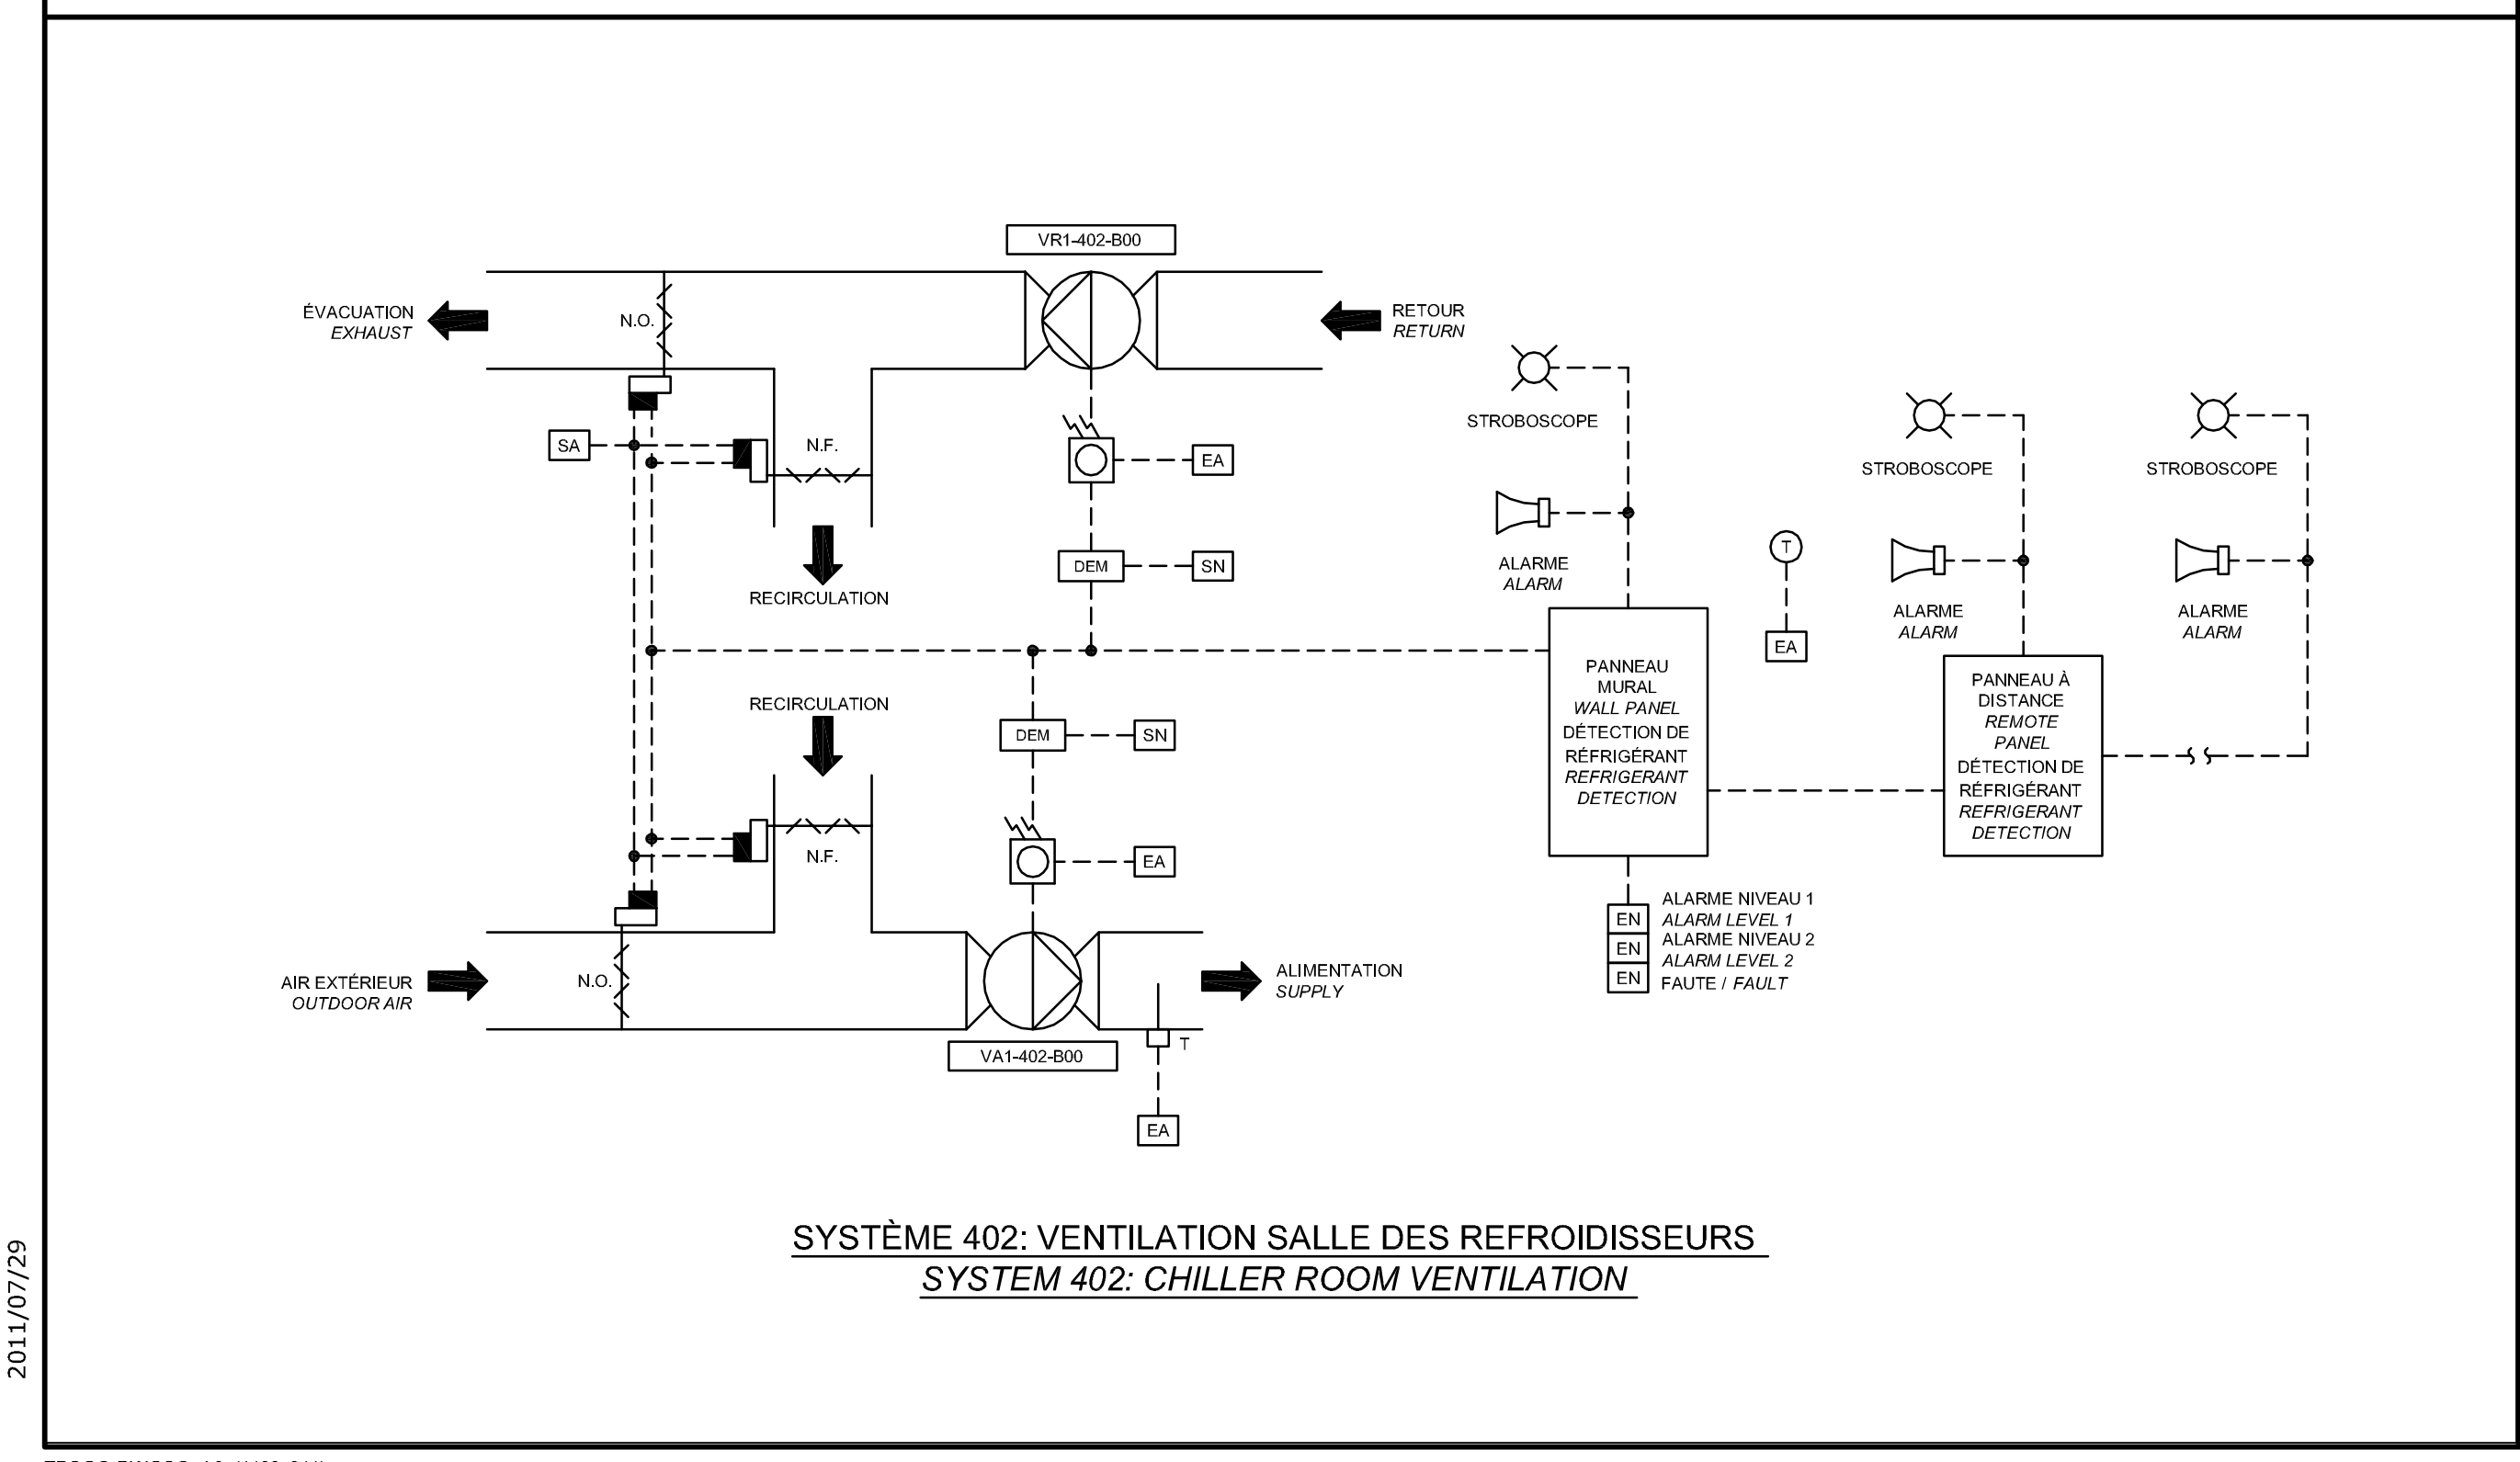 VR1-402-B00
ÉVACUATION
EXHAUST
N.O.
RETOUR
RETURN
SA
N.F.
EA
DEM
SN
RECIRCULATION
STROBOSCOPE
ALARME
ALARM
T
EA
STROBOSCOPE
ALARME
ALARM
STROBOSCOPE
ALARME
ALARM
PANNEAU
MURAL
WALL PANEL
DÉTECTION DE
RÉFRIGÉRANT
REFRIGERANT
DETECTION
PANNEAU À
DISTANCE
REMOTE
PANEL
DÉTECTION DE
RÉFRIGÉRANT
REFRIGERANT
DETECTION
RECIRCULATION
DEM
SN
N.F.
EA
EN
ALARME NIVEAU 1
ALARM LEVEL 1
EN
ALARME NIVEAU 2
ALARM LEVEL 2
EN
FAUTE / FAULT
AIR EXTÉRIEUR
OUTDOOR AIR
N.O.
ALIMENTATION
SUPPLY
VA1-402-B00
T
EA
SYSTÈME 402: VENTILATION SALLE DES REFROIDISSEURS
SYSTEM 402: CHILLER ROOM VENTILATION
2011/07/29